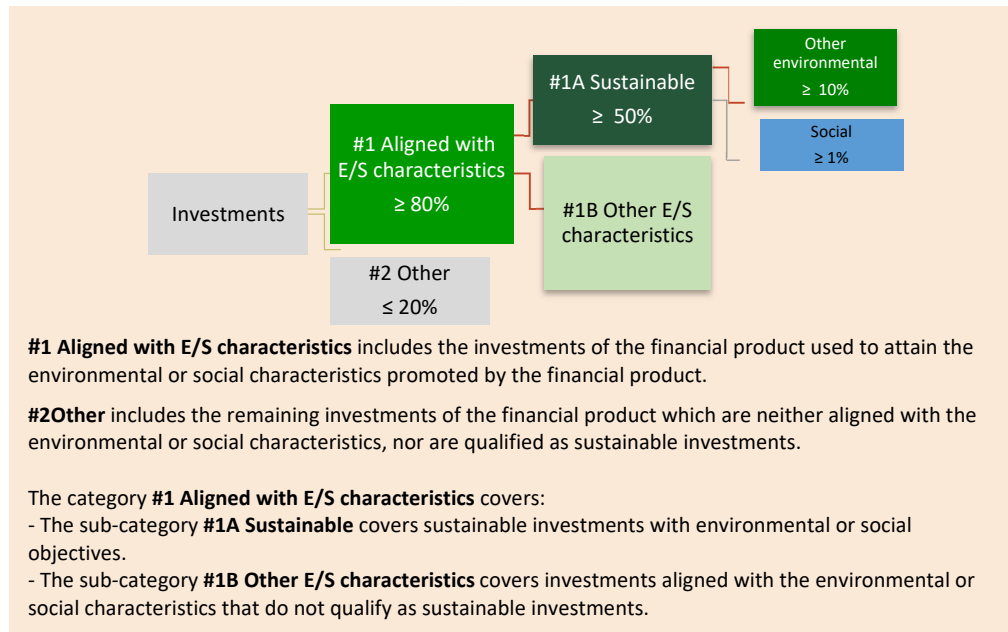 Other
environmental
≥ 10%
#1A Sustainable
≥ 50%
Social
≥ 1%
#1 Aligned with
E/S characteristics
≥ 80%
Investments
#1B Other E/S
characteristics
#2 Other
≤ 20%
#1 Aligned with E/S characteristics includes the investments of the financial product used to attain the
environmental or social characteristics promoted by the financial product.
#2Other includes the remaining investments of the financial product which are neither aligned with the
environmental or social characteristics, nor are qualified as sustainable investments.
The category #1 Aligned with E/S characteristics covers:
- The sub-category #1A Sustainable covers sustainable investments with environmental or social
objectives.
- The sub-category #1B Other E/S characteristics covers investments aligned with the environmental or
social characteristics that do not qualify as sustainable investments.